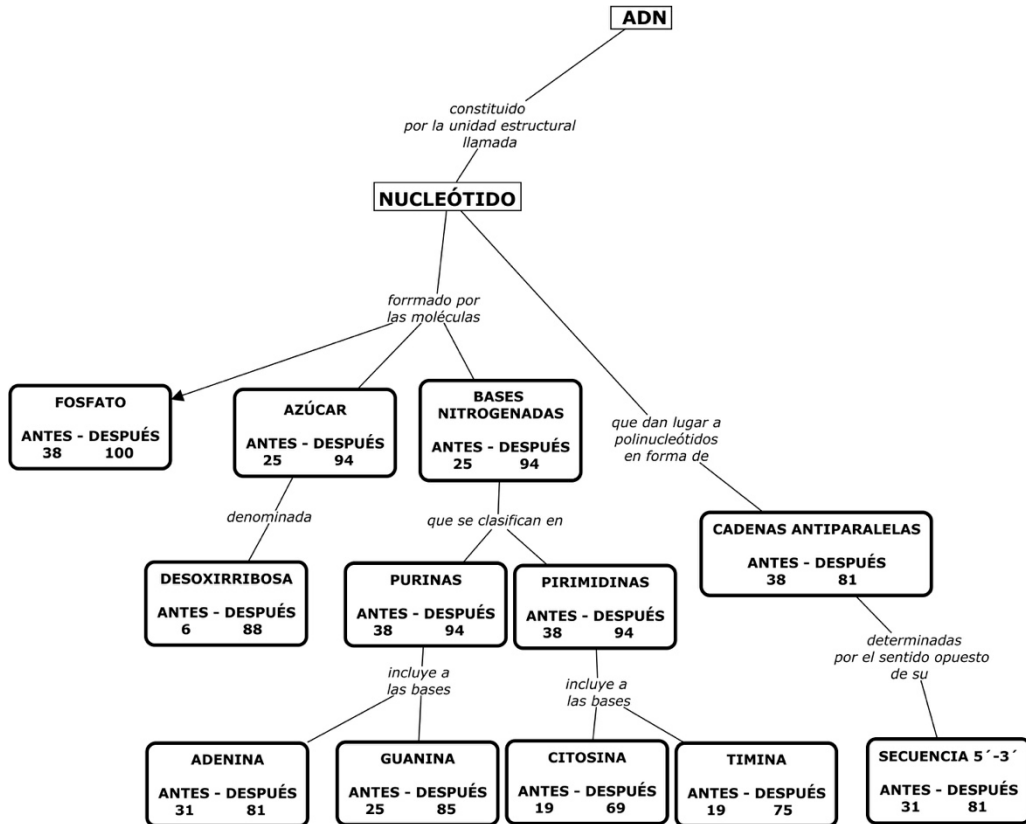 ADN
constituido
por la unidad estructural
llamada
NUCLEÓTIDO
forrmado por
las moléculas
FOSFATO
ANTES - DESPUÉS
38 100
AZÚCAR
ANTES - DESPUÉS
25 94
BASES
NITROGENADAS
ANTES - DESPUÉS
25 94
que dan lugar a
polinucleótidos
en forma de
denominada
que se clasifican en
CADENAS ANTIPARALELAS
ANTES - DESPUÉS
38 81
DESOXIRRIBOSA
ANTES - DESPUÉS
6 88
PURINAS
ANTES - DESPUÉS
38 94
PIRIMIDINAS
ANTES - DESPUÉS
38 94
determinadas
por el sentido opuesto
de su
incluye a
las bases
incluye a
las bases
ADENINA
ANTES - DESPUÉS
31 81
GUANINA
ANTES - DESPUÉS
25 85
CITOSINA
ANTES - DESPUÉS
19 69
TIMINA
ANTES - DESPUÉS
19 75
SECUENCIA 5´-3´
ANTES - DESPUÉS
31 81